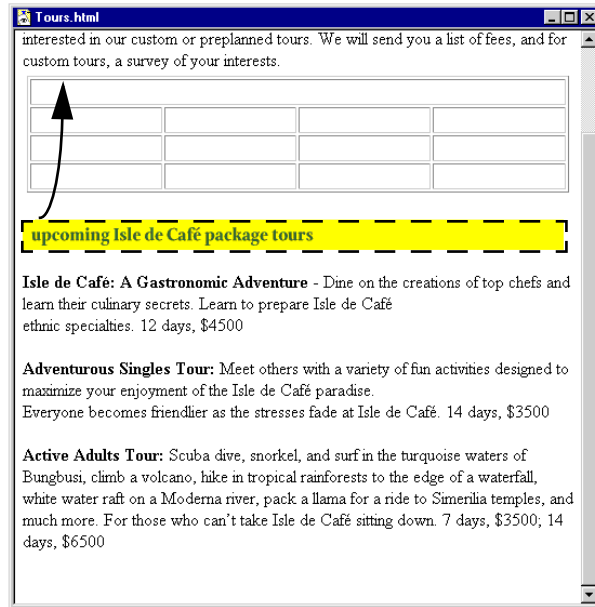 Tours.html
interested in our custom or preplanned tours. We will send you a list of fees, and for
custom tours, a survey of your interests.
upcoming Isle de Café package tours
Isle de Café: A Gastronomic Adventure - Dine on the creations of top chefs and
learn their culinary secrets. Learn to prepare Isle de Café
ethnic specialties. 12 days, $4500
Adventurous Singles Tour: Meet others with a variety of fun activities designed to
maximize your enjoyment of the Isle de Café paradise.
Everyone becomes friendlier as the stresses fade at Isle de Café. 14 days, $3500
Active Adults Tour: Scuba dive, snorkel, and surf in the turquoise waters of
Bungbusi, climb a volcano, hike in tropical rainforests to the edge of a waterfall,
white water raft on a Moderna river, pack a llama for a ride to Simerilia temples, and
much more. For those who can't take Isle de Café sitting down. 7 days, $3500; 14
days, $6500